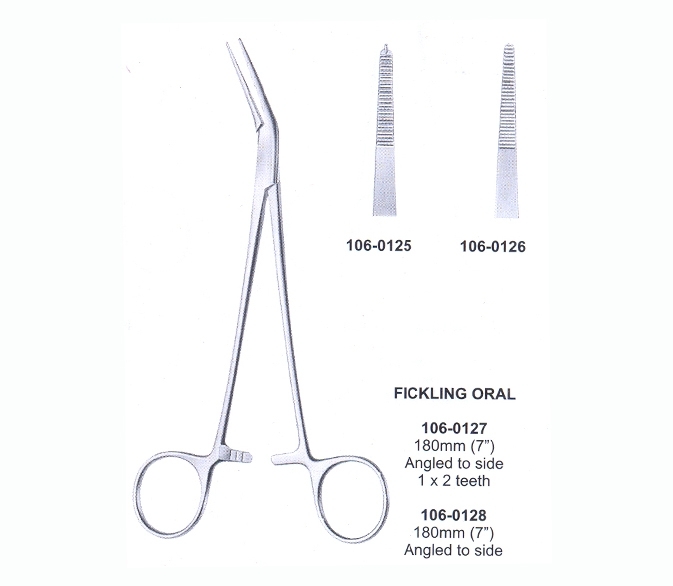 106-0125 106-0126
FICKLING ORAL
106-0127
180mm (7”)
Angled to side
1 x 2 teeth
106-0128
180mm (7”)
Angled to side